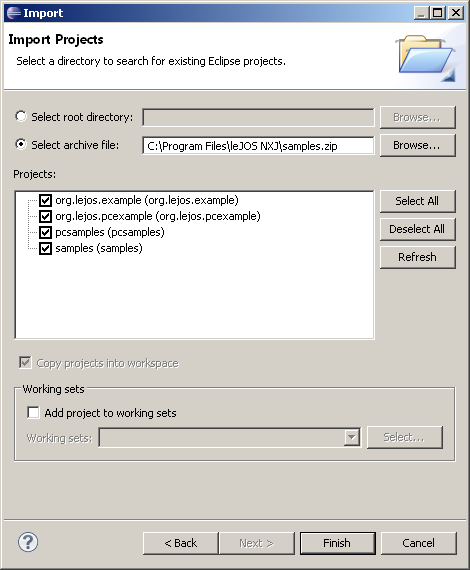 Import
Import Projects
Select a directory to search for existing Eclipse projects.
Select root directory:
Browse...
Select archive file:
C:\Program Files\leJOS NXJ\samples.zip
Browse...
Projects:
org.lejos.example (org.lejos.example)
Select All
org.lejos.pcexample (org.lejos.pcexample)
pcsamples (pcsamples)
Deselect All
samples (samples)
Refresh
Copy projects into workspace
Working sets
Add project to working sets
Working sets:
Select...
?
< Back
Next >
Finish
Cancel